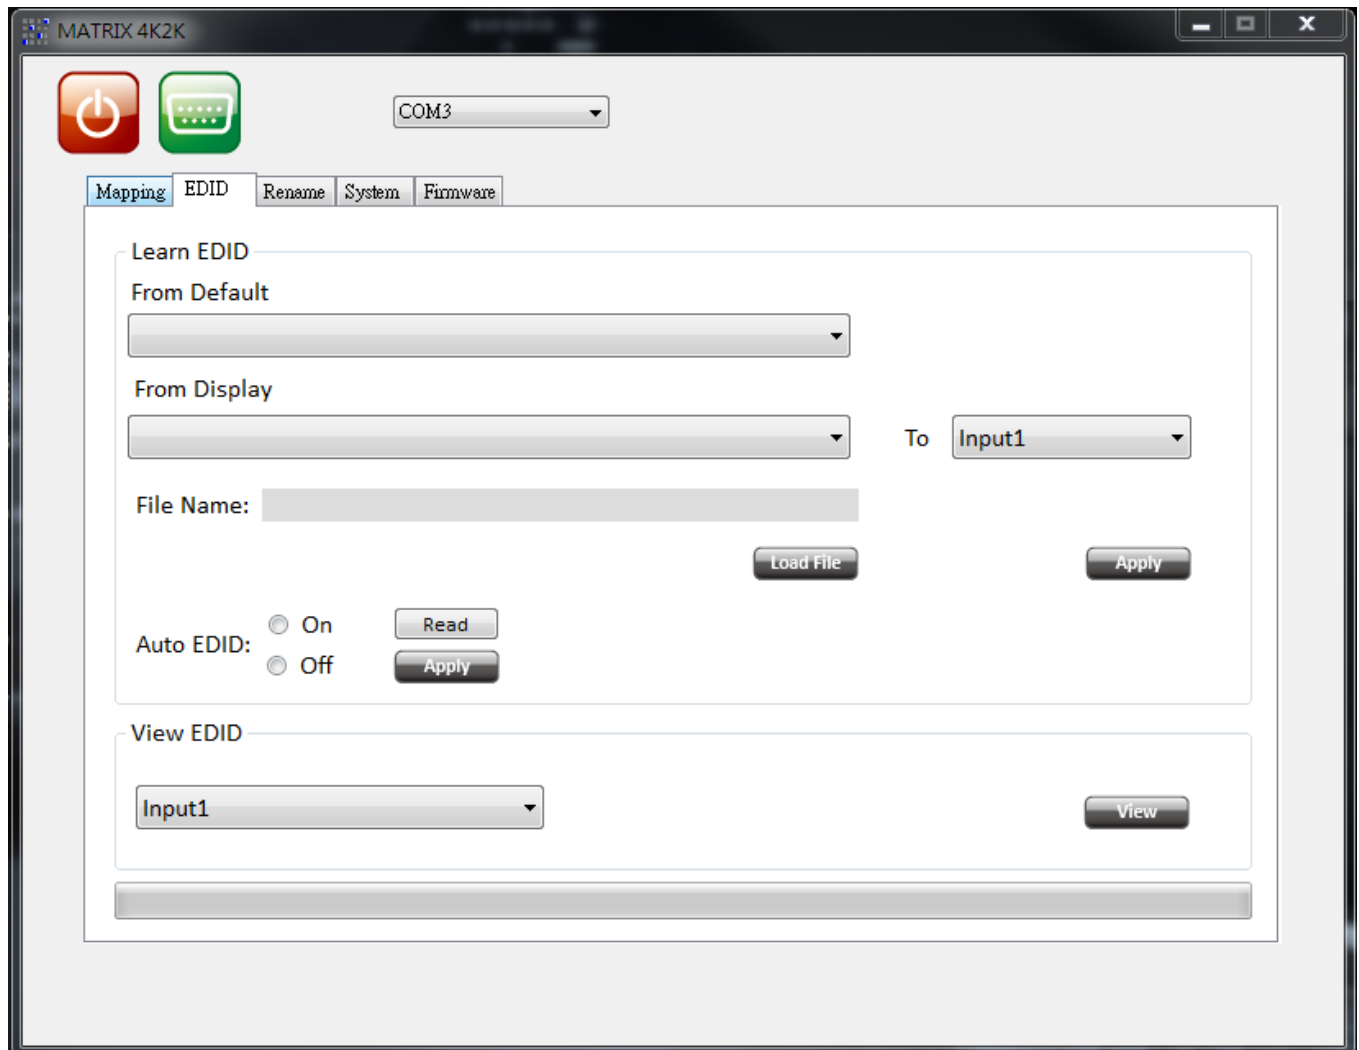 MATRIX 4K2K
COM3
Mapping EDID Rename System Firmware
Learn EDID
From Default
From Display
To Input1
File Name:
Load File Apply
On Read
Auto EDID:
Off Apply
View EDID
Input1 View